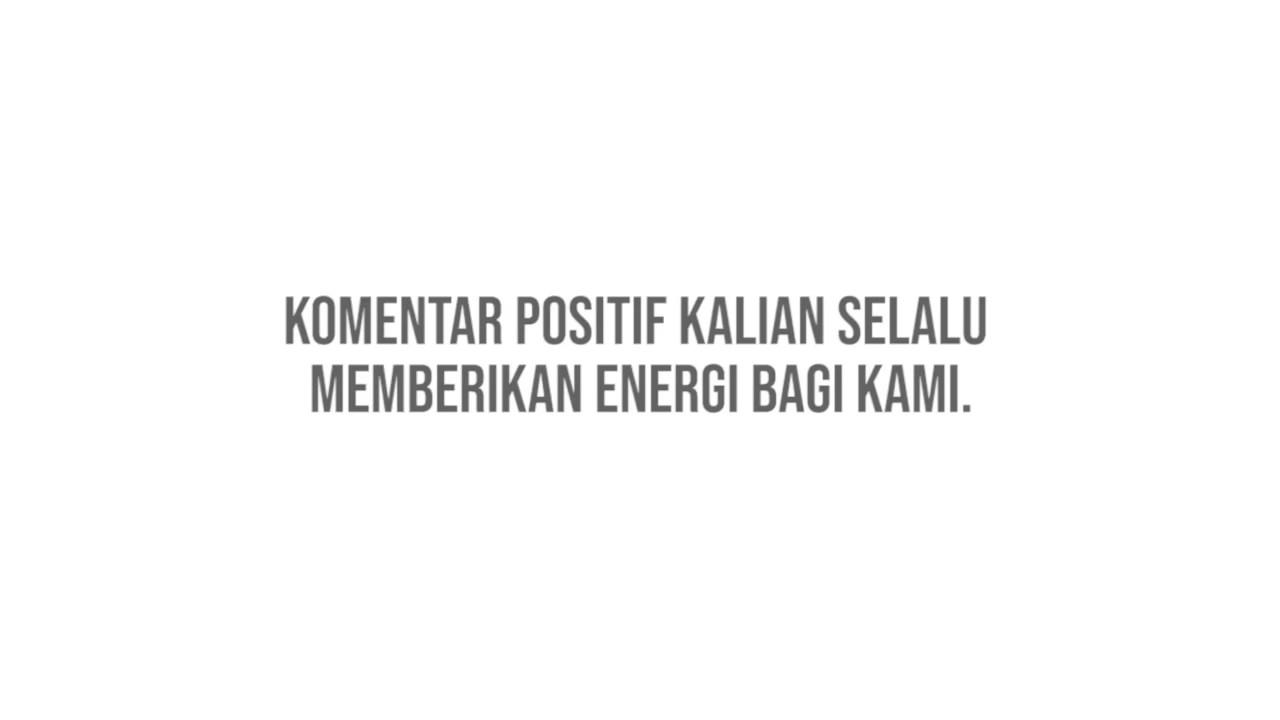 KOMENTAR POSITIF KALIAN SELALU
MEMBERIKAN ENERGI BAGI KAMI.